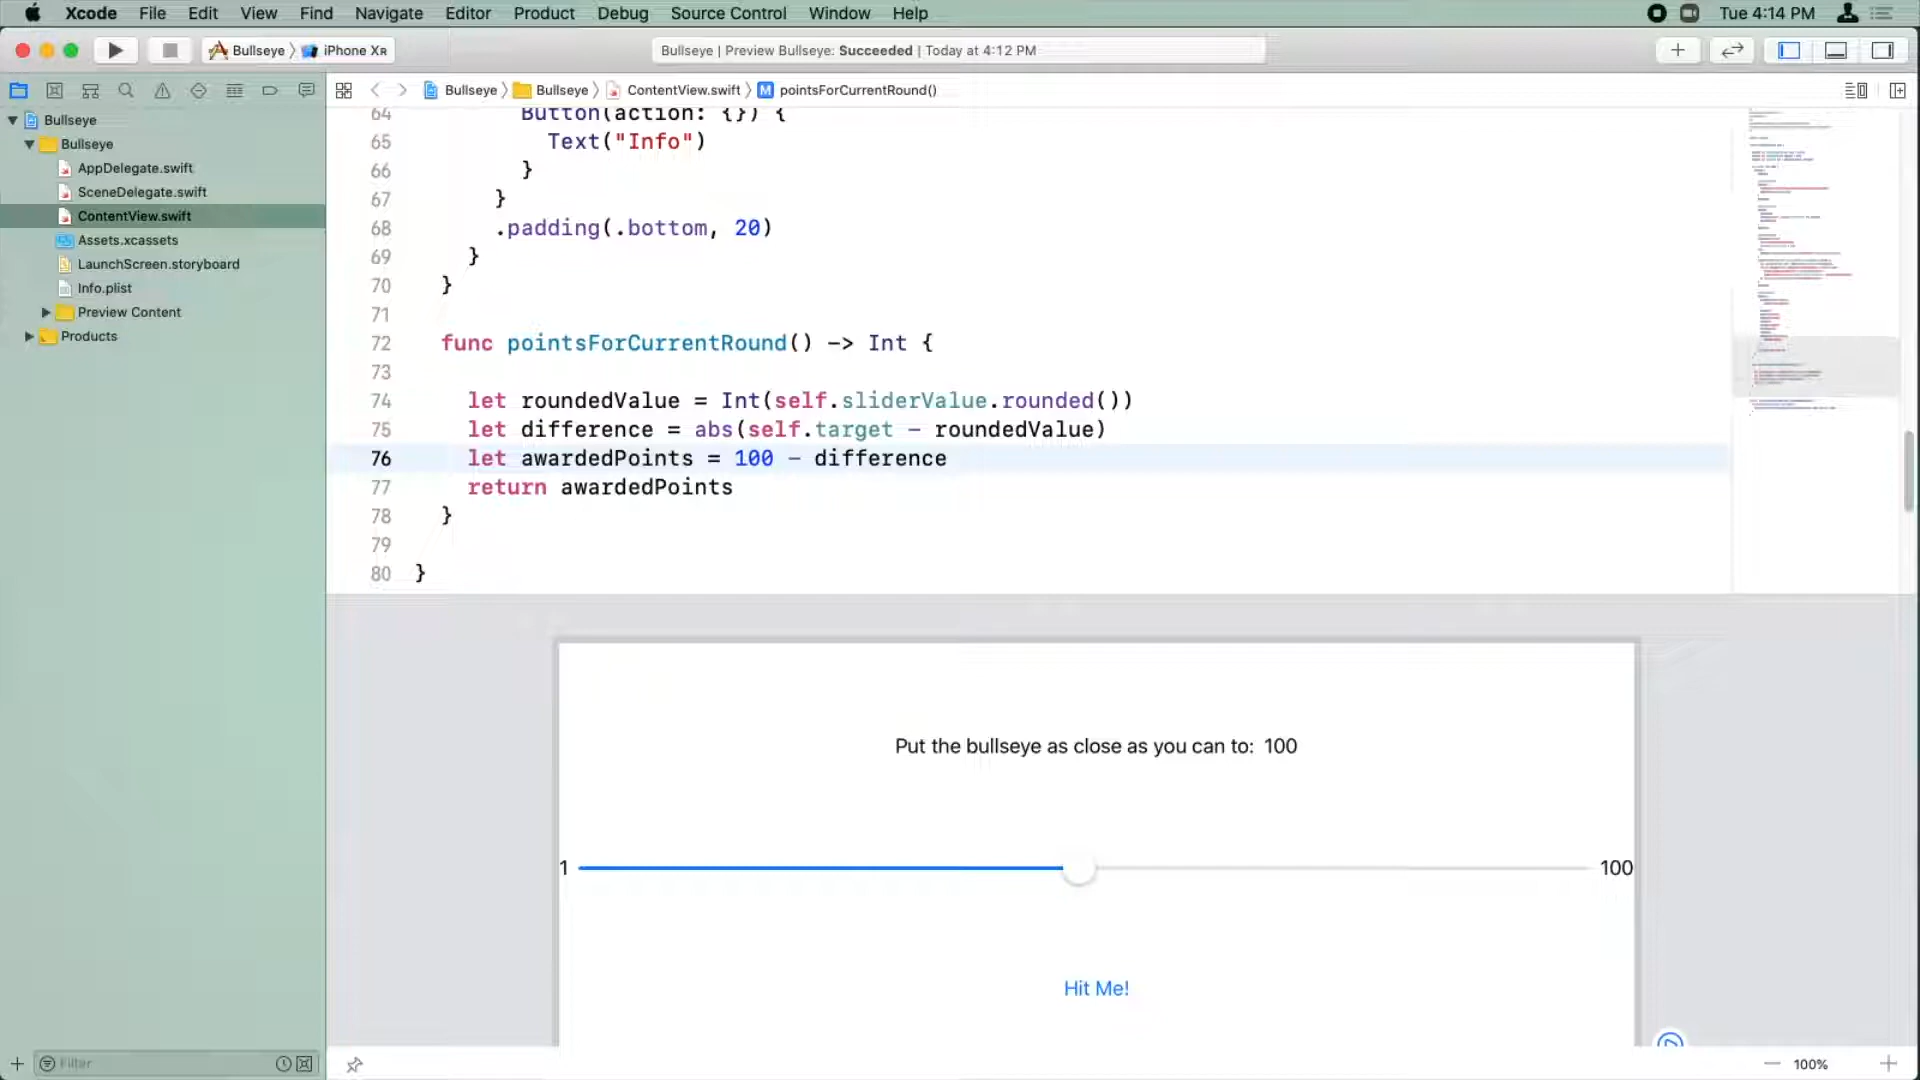 Xcode File Edit View Find Navigate Editor Product Debug Source Control Window Help Tue 4:14 PM
Bullseye iPhone XR Bullseye | Preview Bullseye: Succeeded | Today at 4:12 PM
Bullseye Bullseye ContentView.swift M pointsForCurrentRound()
Bullseye
Bullseye
AppDelegate.swift
SceneDelegate.swift
ContentView.swift
Assets.xcassets
LaunchScreen.storyboard
Info.plist
Preview Content
Products
Filter
64 Button(action: {}) {
65 Text("Info")
66 }
67 }
68 .padding(.bottom, 20)
69 }
70 }
71
72 func pointsForCurrentRound() -> Int {
73
74 let roundedValue = Int(self.sliderValue.rounded())
75 let difference = abs(self.target - roundedValue)
76 let awardedPoints = 100 - difference
77 return awardedPoints
78 }
79
80 }
Put the bullseye as close as you can to: 100
1 100
Hit Me!
100%